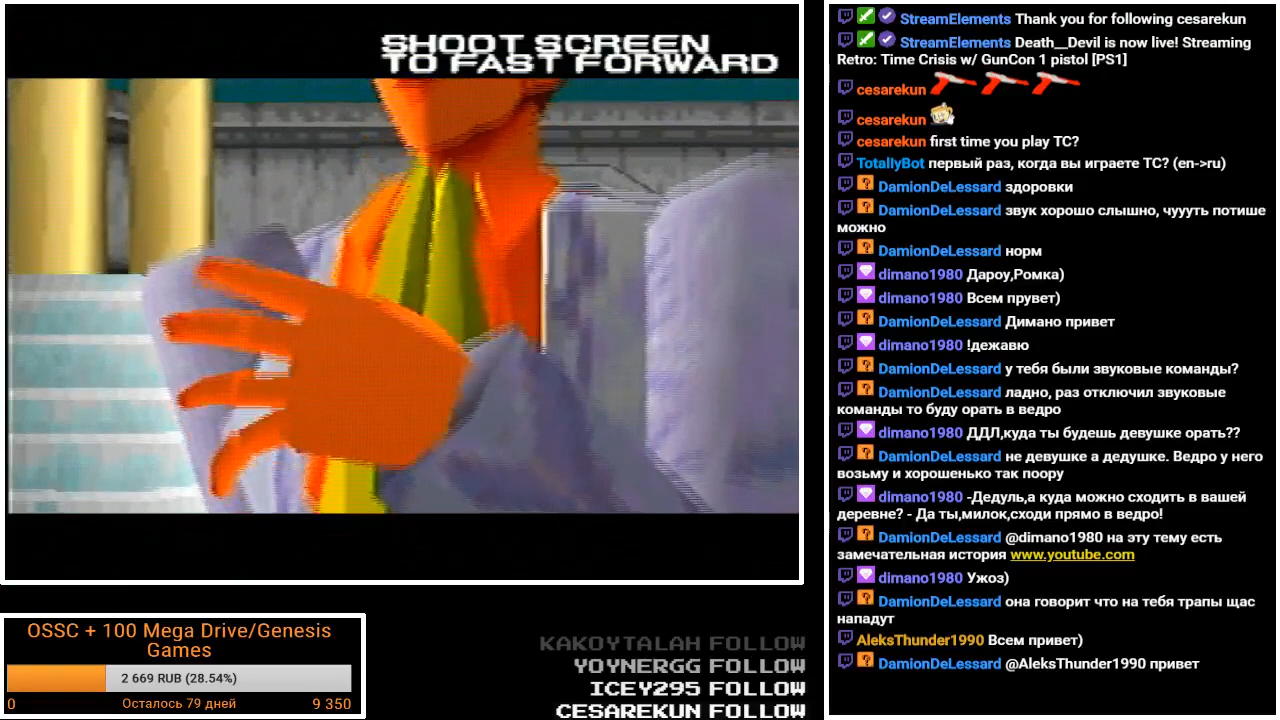 SHOOT SCREEN
TO FAST FORWARD
StreamElements Thank you for following cesarekun
StreamElements Death__Devil is now live! Streaming
Retro: Time Crisis w/ GunCon 1 pistol [PS1]
cesarekun
cesarekun
cesarekun first time you play TC?
TotallyBot первый раз, когда вы играете TC? (en->ru)
DamionDeLessard здоровки
DamionDeLessard звук хорошо слышно, чуууть потише
можно
DamionDeLessard норм
dimano1980 Дароу,Ромка)
dimano1980 Всем прувет)
DamionDeLessard Димано привет
dimano1980 !дежавю
DamionDeLessard у тебя были звуковые команды?
DamionDeLessard ладно, раз отключил звуковые
команды то буду орать в ведро
dimano1980 ДДЛ,куда ты будешь девушке орать??
DamionDeLessard не девушке а дедушке. Ведро у него
возьму и хорошенько так поору
dimano1980 -Дедуль,а куда можно сходить в вашей
деревне? - Да ты,милок,сходи прямо в ведро!
DamionDeLessard @dimano1980 на эту тему есть
замечательная история www.youtube.com
dimano1980 Ужоз)
DamionDeLessard она говорит что на тебя трапы щас
нападут
AleksThunder1990 Всем привет)
DamionDeLessard @AleksThunder1990 привет
OSSC + 100 Mega Drive/Genesis
Games
2 669 RUB (28.54%)
0 Осталось 79 дней 9 350
KAKOYTALAH FOLLOW
YOYNERGG FOLLOW
ICEY295 FOLLOW
CESAREKUN FOLLOW